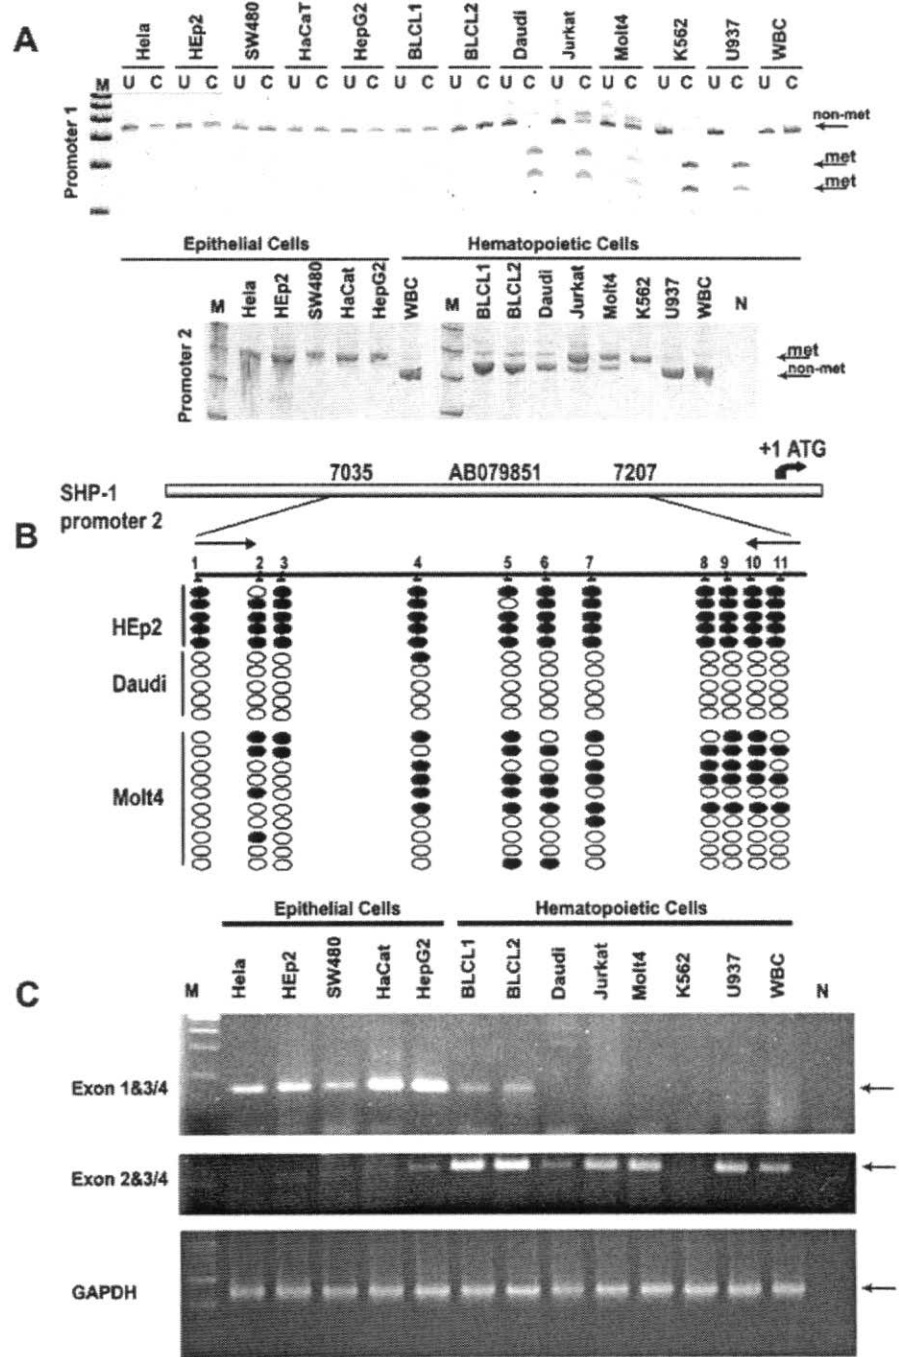 A
Hela HEp2 SW480 HaCaT HepG2 BLCL1 BLCL2 Daudi Jurkat Molt4 K562 U937 WBC
M U C U C U C U C U C U C U C U C U C U C U C U C U C
Promoter 1
non-met
met
met
Epithelial Cells Hematopoietic Cells
M Hela HEp2 SW480 HaCat HepG2 WBC M BLCL1 BLCL2 Daudi Jurkat Molt4 K562 U937 WBC N
Promoter 2
met
non-met
+1 ATG
7035 AB079851 7207
SHP-1
promoter 2
B
1 2 3 4 5 6 7 8 9 10 11
HEp2
Daudi
Molt4
Epithelial Cells Hematopoietic Cells
C
M Hela HEp2 SW480 HaCat HepG2 BLCL1 BLCL2 Daudi Jurkat Molt4 K562 U937 WBC N
Exon 1&3/4
Exon 2&3/4
GAPDH